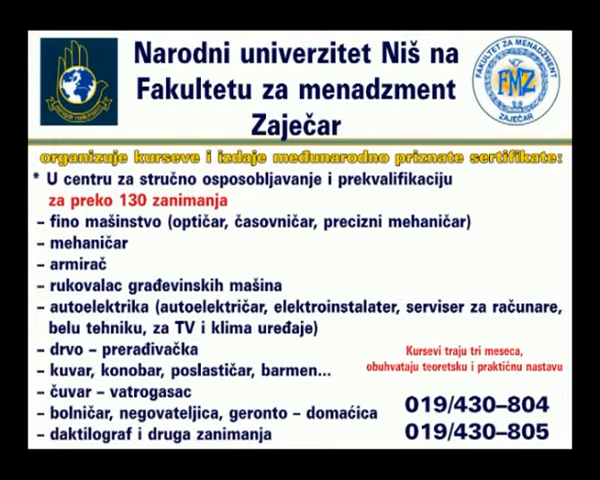 Narodni univerzitet Niš na
Fakultetu za menadzment
Zaječar
FAKULTET ZA MENADŽMENT
FMZ
ZAJEČAR
organizuje kurseve i izdaje međunarodno priznate sertifikate:
* U centru za stručno osposobljavanje i prekvalifikaciju
za preko 130 zanimanja
– fino mašinstvo (optičar, časovničar, precizni mehaničar)
– mehaničar
– armirač
– rukovalac građevinskih mašina
– autoelektrika (autoelektričar, elektroinstalater, serviser za računare,
belu tehniku, za TV i klima uređaje)
– drvo – prerađivačka
– kuvar, konobar, poslastičar, barmen...
– čuvar – vatrogasac
– bolničar, negovateljica, geronto – domaćica
– daktilograf i druga zanimanja
Kursevi traju tri meseca,
obuhvataju teoretsku i praktičnu nastavu
019/430–804
019/430–805